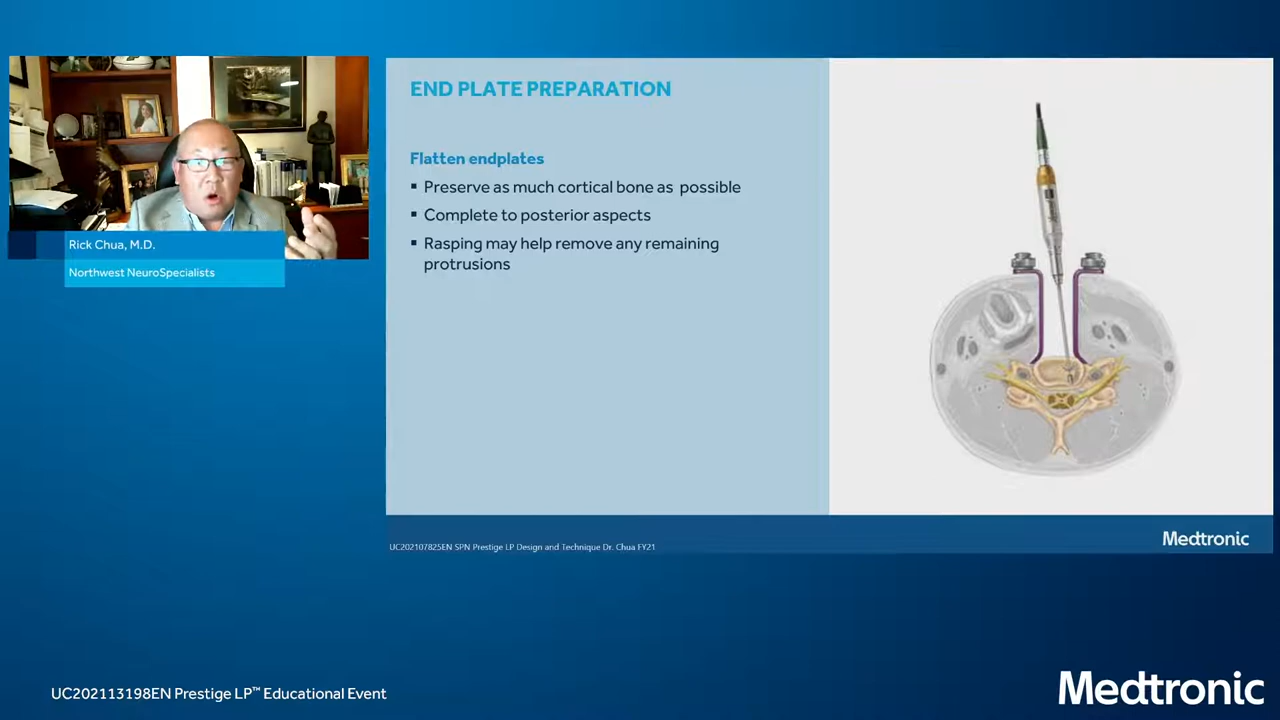 END PLATE PREPARATION
Flatten endplates
▪ Preserve as much cortical bone as possible
▪ Complete to posterior aspects
▪ Rasping may help remove any remaining
protrusions
Rick Chua, M.D.
Northwest NeuroSpecialists
Medtronic
UC202107825EN SPN Prestige LP Design and Technique Dr. Chua FY21
UC202113198EN Prestige LP™ Educational Event
Medtronic